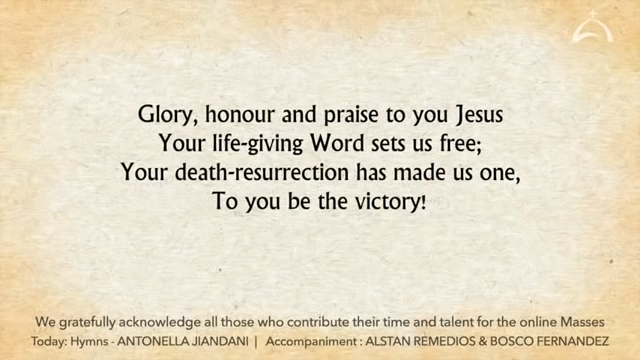 Glory, honour and praise to you Jesus
Your life-giving Word sets us free;
Your death-resurrection has made us one,
To you be the victory!
We gratefully acknowledge all those who contribute their time and talent for the online Masses
Today: Hymns - ANTONELLA JIANDANI | Accompaniment : ALSTAN REMEDIOS & BOSCO FERNANDEZ